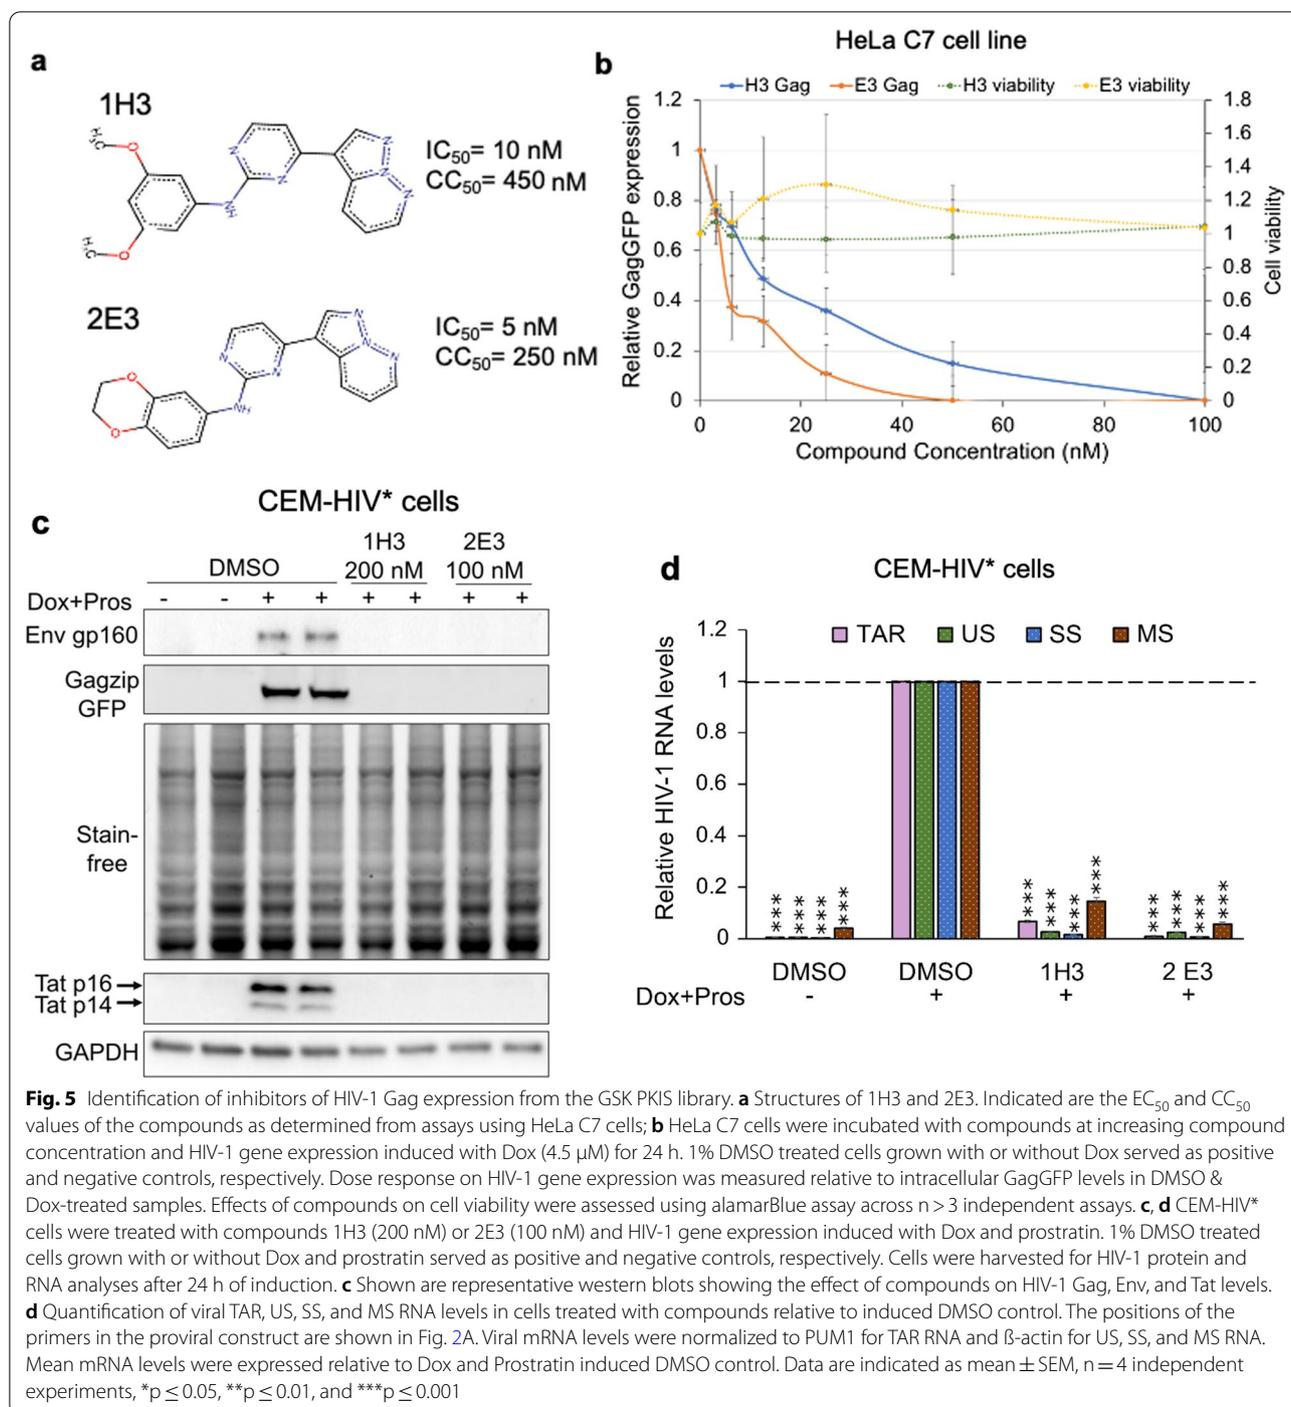 a
1H3
H₃C
O
H₃C
O
NH
N
N
N
N
N
IC50= 10 nM
CC50= 450 nM
2E3
O
O
NH
N
N
N
N
N
IC50= 5 nM
CC50= 250 nM
HeLa C7 cell line
b
H3 Gag E3 Gag H3 viability E3 viability
Relative GagGFP expression
1.2
1
0.8
0.6
0.4
0.2
0
1.8
1.6
1.4
1.2
1
0.8
0.6
0.4
0.2
0
Cell viability
0 20 40 60 80 100
Compound Concentration (nM)
CEM-HIV* cells
c
DMSO 1H3 200 nM 2E3 100 nM
Dox+Pros - - + + + + + +
Env gp160
Gagzip
GFP
Stain-
free
Tat p16
Tat p14
GAPDH
d
CEM-HIV* cells
TAR US SS MS
Relative HIV-1 RNA levels
1.2
1
0.8
0.6
0.4
0.2
0
*** *** *** *** *** *** *** *** *** *** *** ***
DMSO DMSO 1H3 2 E3
Dox+Pros - + + +
Fig. 5 Identification of inhibitors of HIV-1 Gag expression from the GSK PKIS library. a Structures of 1H3 and 2E3. Indicated are the EC50 and CC50
values of the compounds as determined from assays using HeLa C7 cells; b HeLa C7 cells were incubated with compounds at increasing compound
concentration and HIV-1 gene expression induced with Dox (4.5 µM) for 24 h. 1% DMSO treated cells grown with or without Dox served as positive
and negative controls, respectively. Dose response on HIV-1 gene expression was measured relative to intracellular GagGFP levels in DMSO &
Dox-treated samples. Effects of compounds on cell viability were assessed using alamarBlue assay across n > 3 independent assays. c, d CEM-HIV*
cells were treated with compounds 1H3 (200 nM) or 2E3 (100 nM) and HIV-1 gene expression induced with Dox and prostratin. 1% DMSO treated
cells grown with or without Dox and prostratin served as positive and negative controls, respectively. Cells were harvested for HIV-1 protein and
RNA analyses after 24 h of induction. c Shown are representative western blots showing the effect of compounds on HIV-1 Gag, Env, and Tat levels.
d Quantification of viral TAR, US, SS, and MS RNA levels in cells treated with compounds relative to induced DMSO control. The positions of the
primers in the proviral construct are shown in Fig. 2A. Viral mRNA levels were normalized to PUM1 for TAR RNA and ß-actin for US, SS, and MS RNA.
Mean mRNA levels were expressed relative to Dox and Prostratin induced DMSO control. Data are indicated as mean ± SEM, n = 4 independent
experiments, *p ≤ 0.05, **p ≤ 0.01, and ***p ≤ 0.001